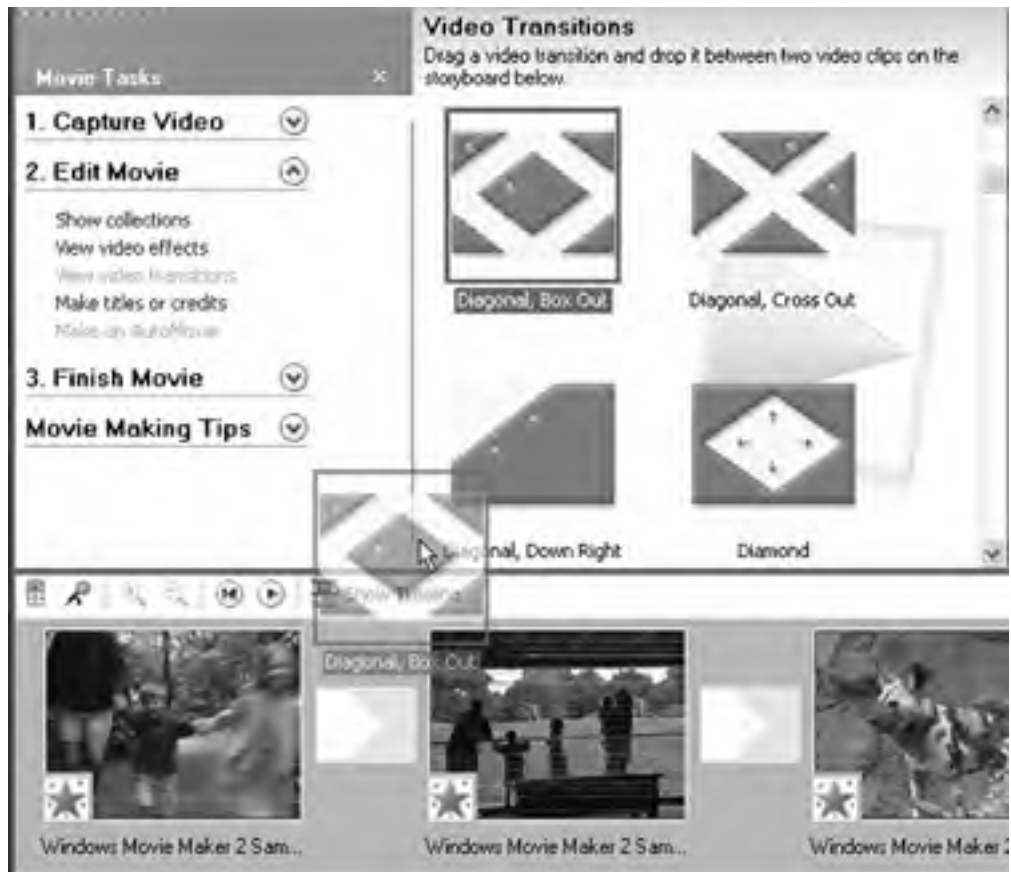 Movie Tasks
1. Capture Video
2. Edit Movie
Show collections
View video effects
View video transitions
Make titles or credits
Make an AutoMovie
3. Finish Movie
Movie Making Tips
Video Transitions
Drag a video transition and drop it between two video clips on the
storyboard below.
Diagonal, Box Out
Diagonal, Cross Out
Diagonal, Down Right
Diamond
Show Timeline
Diagonal, Box Out
Windows Movie Maker 2 Sam...
Windows Movie Maker 2 Sam...
Windows Movie Maker 2